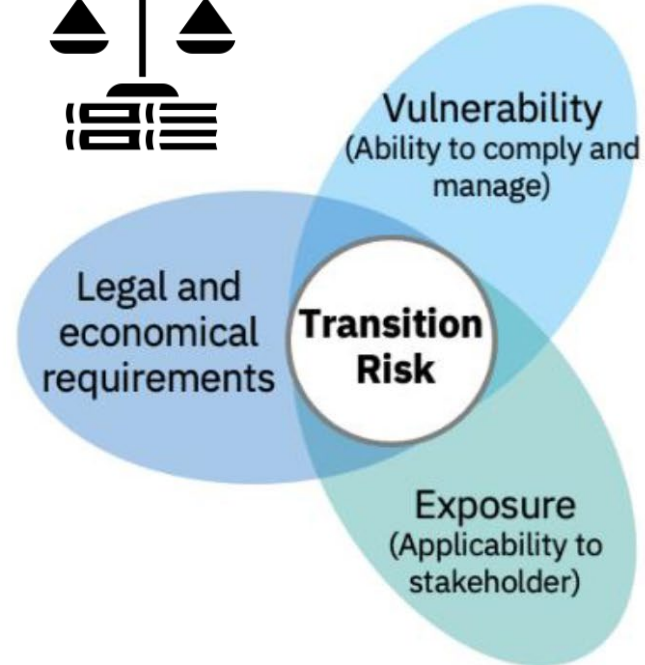 Vulnerability
(Ability to comply and
manage)
Legal and
economical
requirements
Transition
Risk
Exposure
(Applicability to
stakeholder)